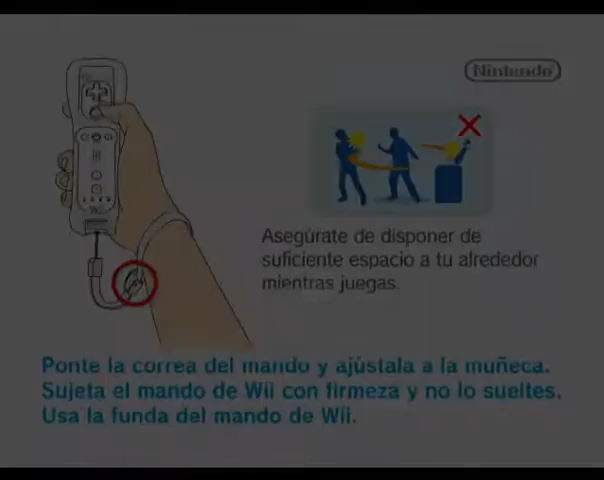 Nintendo
Asegúrate de disponer de
suficiente espacio a tu alrededor
mientras juegas.
Ponte la correa del mando y ajústala a la muñeca.
Sujeta el mando de Wii con firmeza y no lo sueltes.
Usa la funda del mando de Wii.